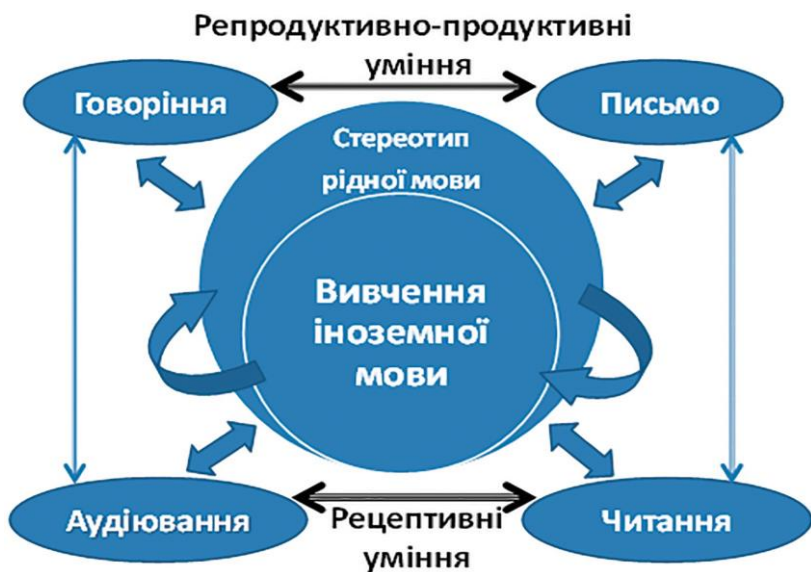 Репродуктивно-продуктивні
уміння
Говоріння
Письмо
Стереотип
рідної мови
Вивчення
іноземної
мови
Аудіювання
Рецептивні
уміння
Читання